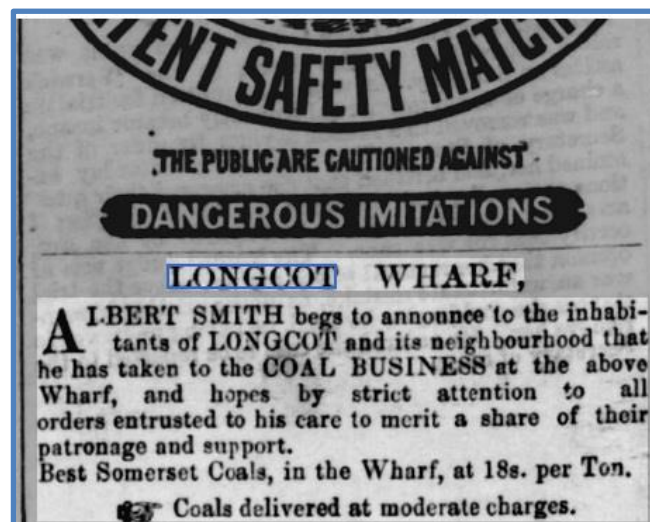 TENT SAFETY MATCH
THE PUBLIC ARE CAUTIONED AGAINST
DANGEROUS IMITATIONS
LONGCOT WHARF,
ALBERT SMITH begs to announce to the inhabi-
tants of LONGCOT and its neighbourhood that
he has taken to the COAL BUSINESS at the above
Wharf, and hopes by strict attention to all
orders entrusted to his care to merit a share of their
patronage and support.
Best Somerset Coals, in the Wharf, at 18s. per Ton.
Coals delivered at moderate charges.